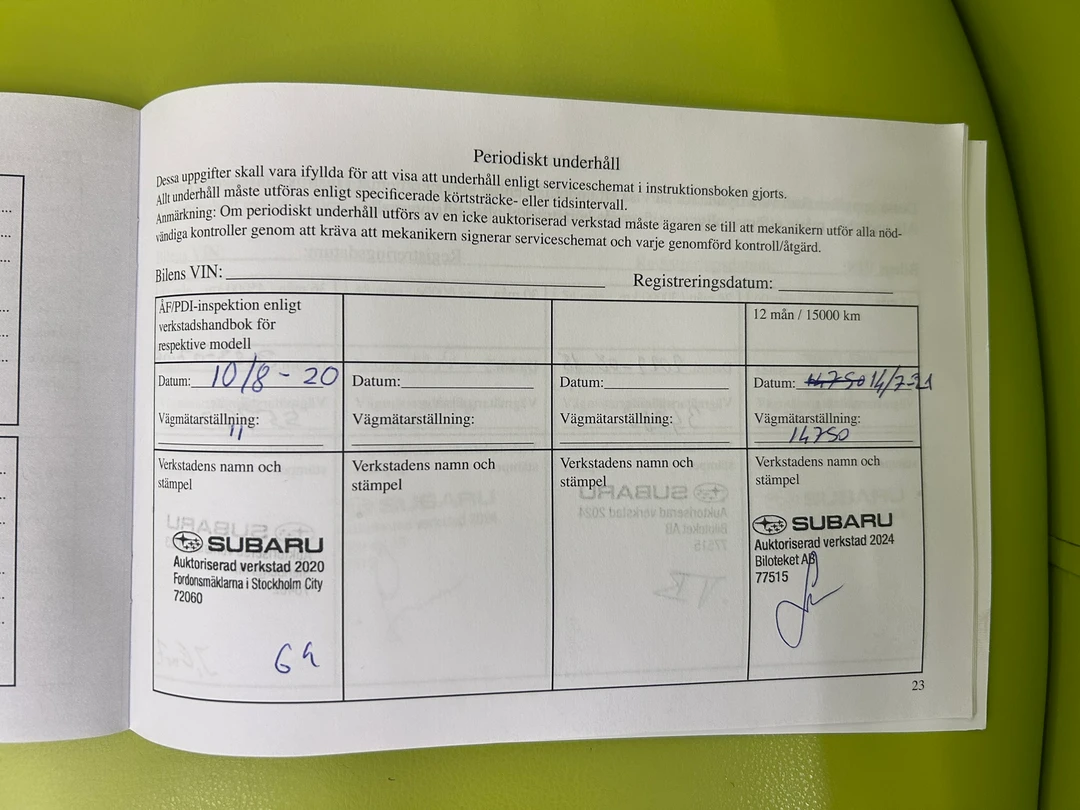 Periodiskt underhåll
Dessa uppgifter skall vara ifyllda för att visa att underhåll enligt serviceschemat i instruktionsboken gjorts.
Allt underhåll måste utföras enligt specificerade körtsträcke- eller tidsintervall.
Anmärkning: Om periodiskt underhåll utförs av en icke auktoriserad verkstad måste ägaren se till att mekanikern utför alla nöd-
vändiga kontroller genom att kräva att mekanikern signerar serviceschemat och varje genomförd kontroll/åtgärd.
Bilens VIN:
Registreringsdatum:
ÅF/PDI-inspektion enligt
verkstadshandbok för
respektive modell
Datum: 10/8 - 20
Vägmätarställning:
11
Verkstadens namn och
stämpel
SUBARU
Auktoriserad verkstad 2020
Fordonsmäklarna i Stockholm City
72060
Datum:
Vägmätarställning:
Verkstadens namn och
stämpel
Datum:
Vägmätarställning:
Verkstadens namn och
stämpel
12 mån / 15000 km
Datum: 14750 14/7-21
Vägmätarställning:
14750
Verkstadens namn och
stämpel
SUBARU
Auktoriserad verkstad 2024
Biloteket AB
77515
23